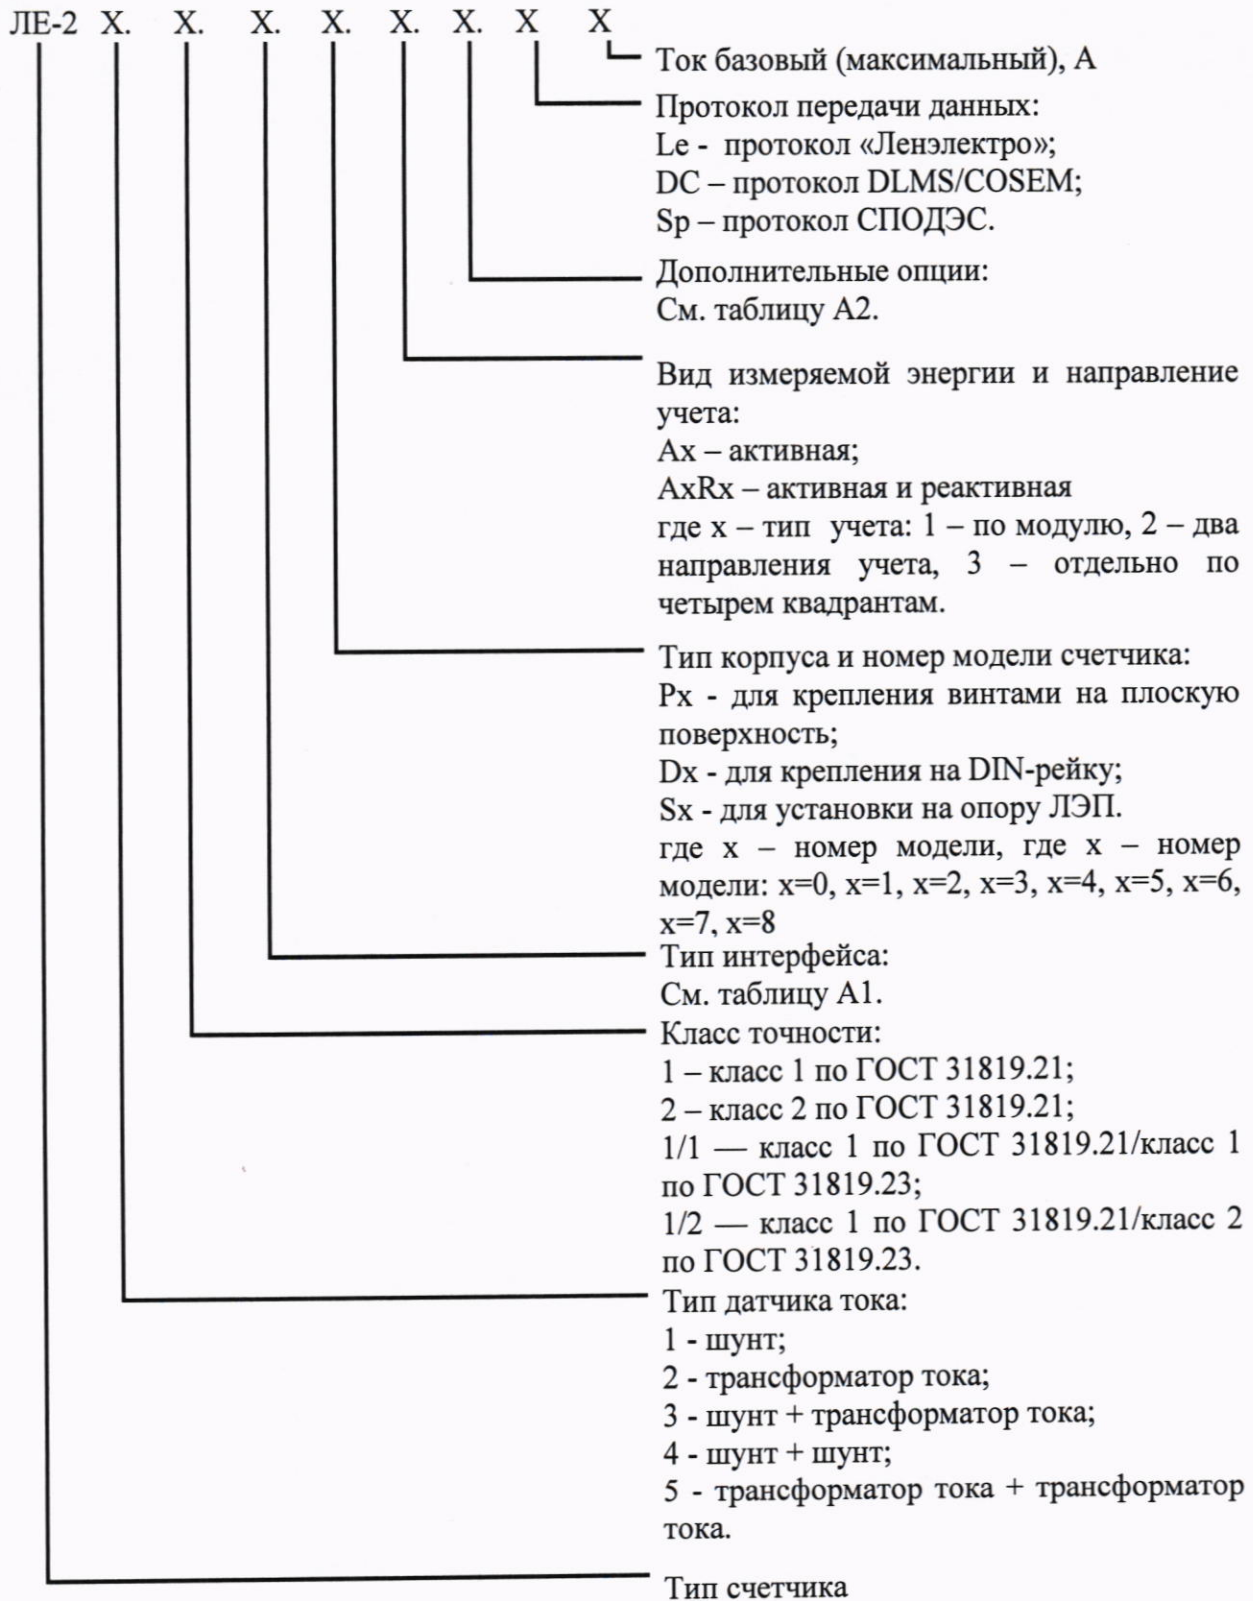 ЛЕ-2 X. X. X. X. X. X. X X
Ток базовый (максимальный), А
Протокол передачи данных:
Le - протокол «Ленэлектро»;
DC – протокол DLMS/COSEM;
Sp – протокол СПОДЭС.
Дополнительные опции:
См. таблицу А2.
Вид измеряемой энергии и направление
учета:
Ax – активная;
AxRx – активная и реактивная
где x – тип учета: 1 – по модулю, 2 – два
направления учета, 3 – отдельно по
четырем квадрантам.
Тип корпуса и номер модели счетчика:
Px - для крепления винтами на плоскую
поверхность;
Dx - для крепления на DIN-рейку;
Sx - для установки на опору ЛЭП.
где x – номер модели, где x – номер
модели: x=0, x=1, x=2, x=3, x=4, x=5, x=6,
x=7, x=8
Тип интерфейса:
См. таблицу А1.
Класс точности:
1 – класс 1 по ГОСТ 31819.21;
2 – класс 2 по ГОСТ 31819.21;
1/1 — класс 1 по ГОСТ 31819.21/класс 1
по ГОСТ 31819.23;
1/2 — класс 1 по ГОСТ 31819.21/класс 2
по ГОСТ 31819.23.
Тип датчика тока:
1 - шунт;
2 - трансформатор тока;
3 - шунт + трансформатор тока;
4 - шунт + шунт;
5 - трансформатор тока + трансформатор
тока.
Тип счетчика